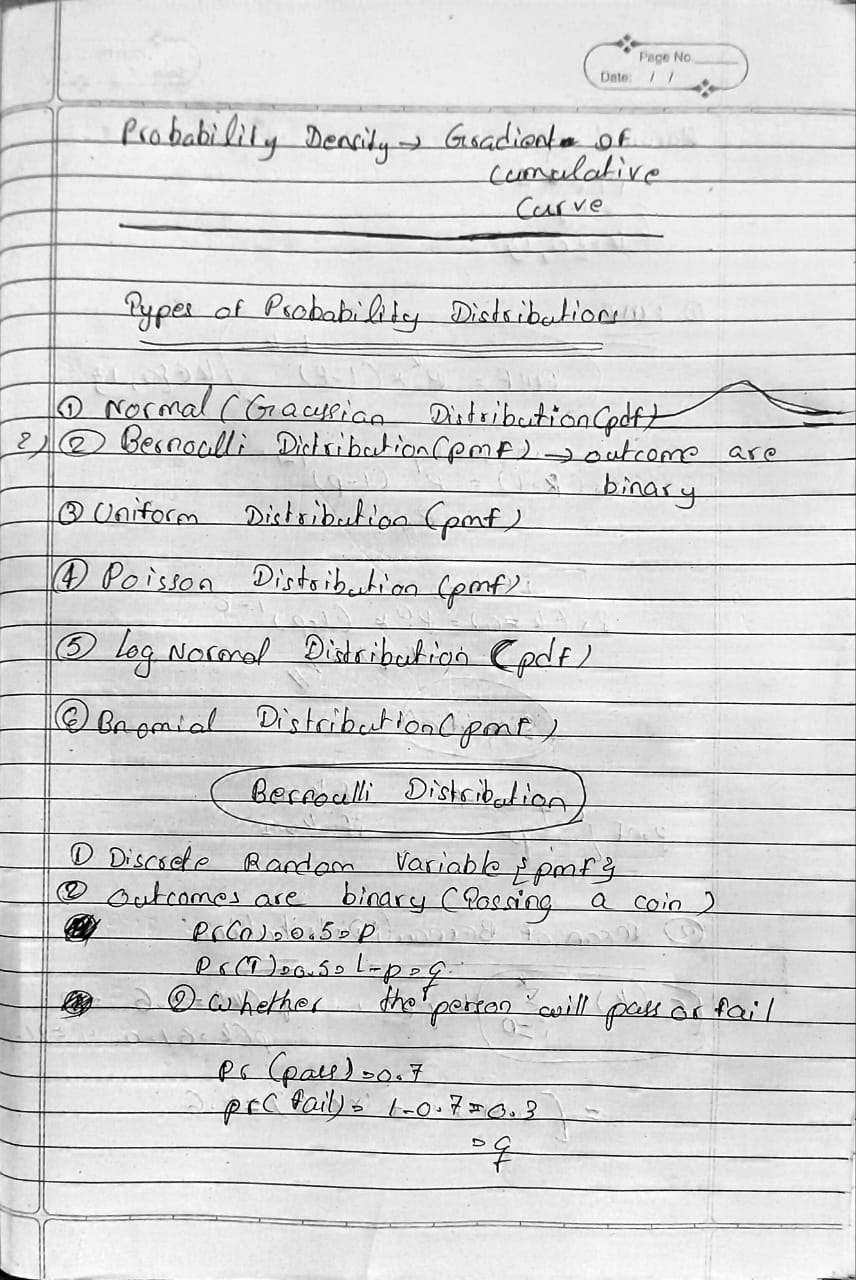 Page No.
Date: / /
Probability Density → Gradient of
cumulative
Curve
Types of Probability Distributions
① Normal (Gaussian Distribution (pdf)
2) ② Bernoulli Distribution (pmf) → outcome are
binary
③ Uniform Distribution (pmf)
④ Poisson Distribution (pmf)
⑤ Log Normal Distribution (pdf)
⑥ Bnomial Distribution (pmf)
Bernoulli Distribution
① Discrete Random Variable {pmf}
② Outcomes are binary (Tossing a coin)
Pr(H)=0.5=p
Pr(T)=0.5=1-p=q
② Whether the person will pass or fail
Pr (pass)=0.7
pr( fail)= 1-0.7=0.3
=q